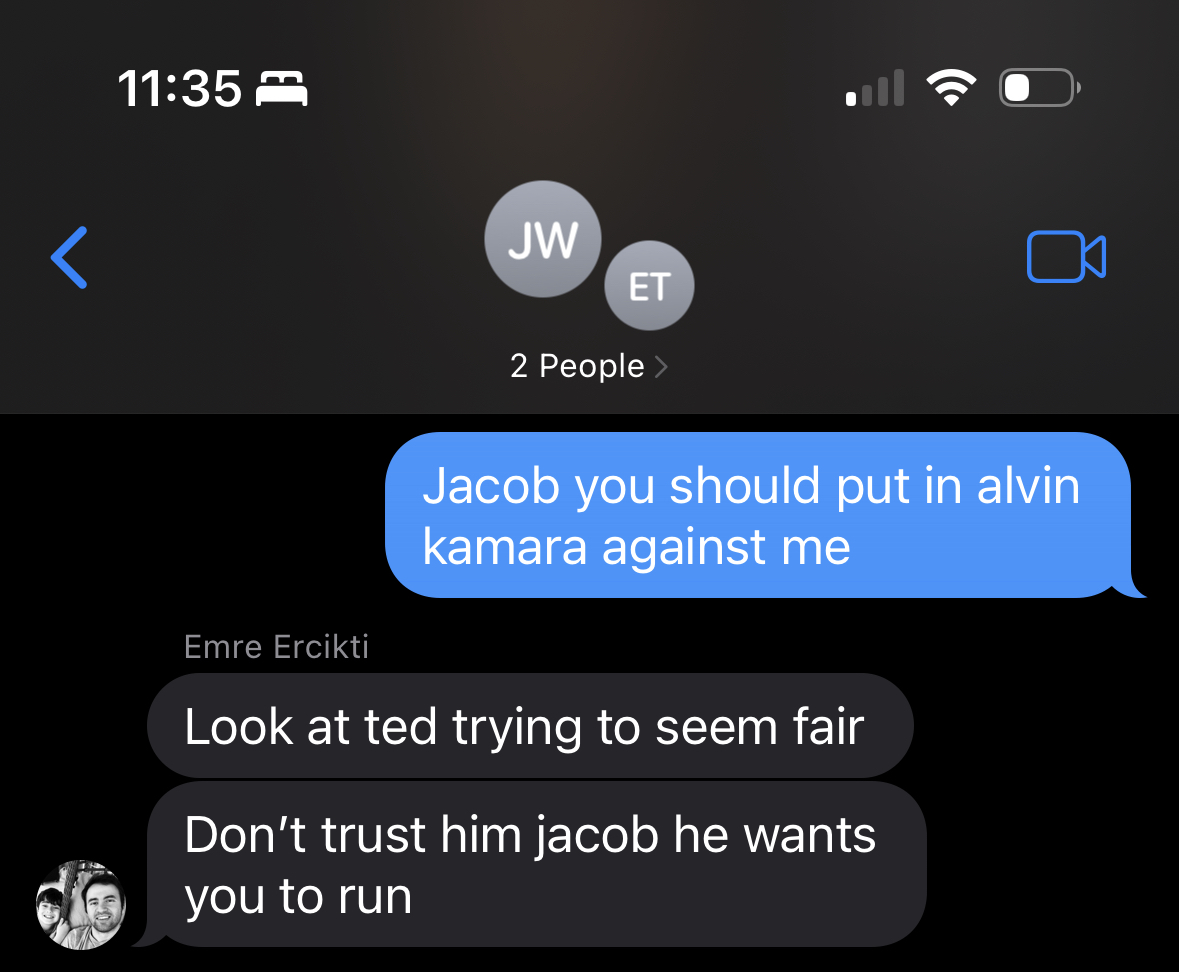 11:35
JW
ET
2 People
Jacob you should put in alvin
kamara against me
Emre Ercikti
Look at ted trying to seem fair
Don’t trust him jacob he wants
you to run